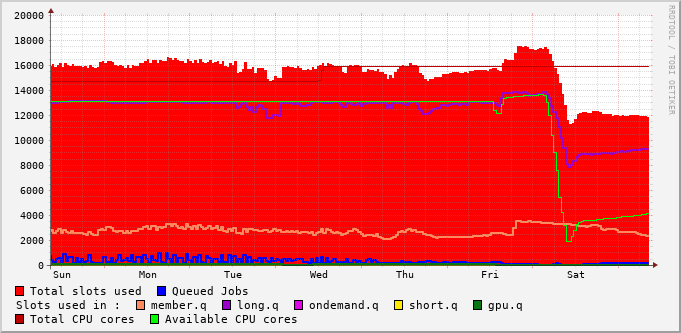 20000
18000
16000
14000
12000
10000
8000
6000
4000
2000
0
Sun Mon Tue Wed Thu Fri Sat
RRDTOOL / TOBI OETIKER
Total slots used Queued Jobs
Slots used in : member.q long.q ondemand.q short.q gpu.q
Total CPU cores Available CPU cores